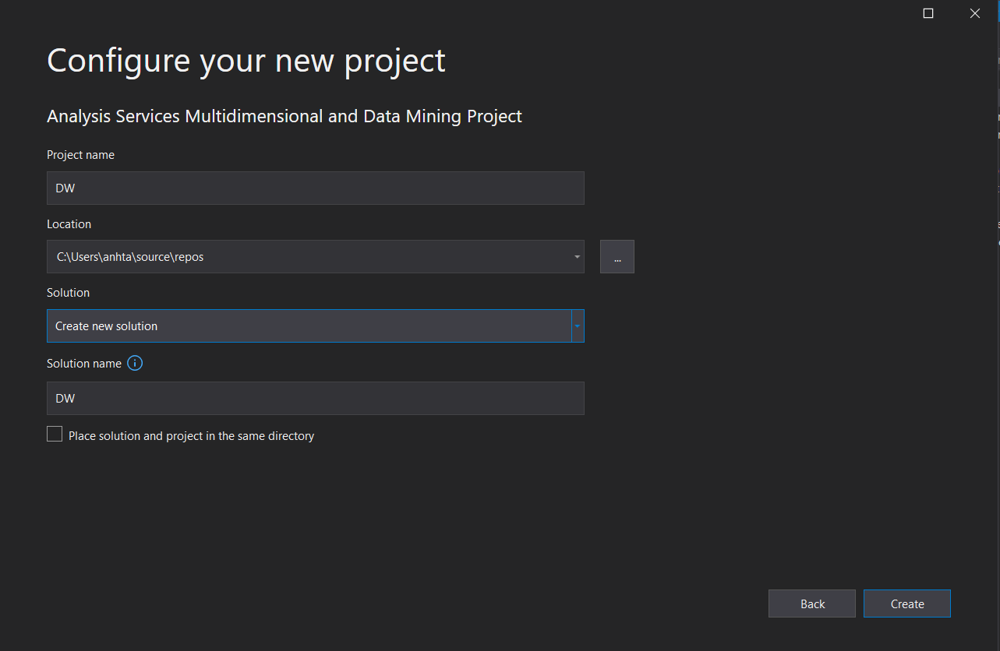 Configure your new project
Analysis Services Multidimensional and Data Mining Project
Project name
DW
Location
C:\Users\anhta\source\repos
...
Solution
Create new solution
Solution name
DW
Place solution and project in the same directory
Back
Create